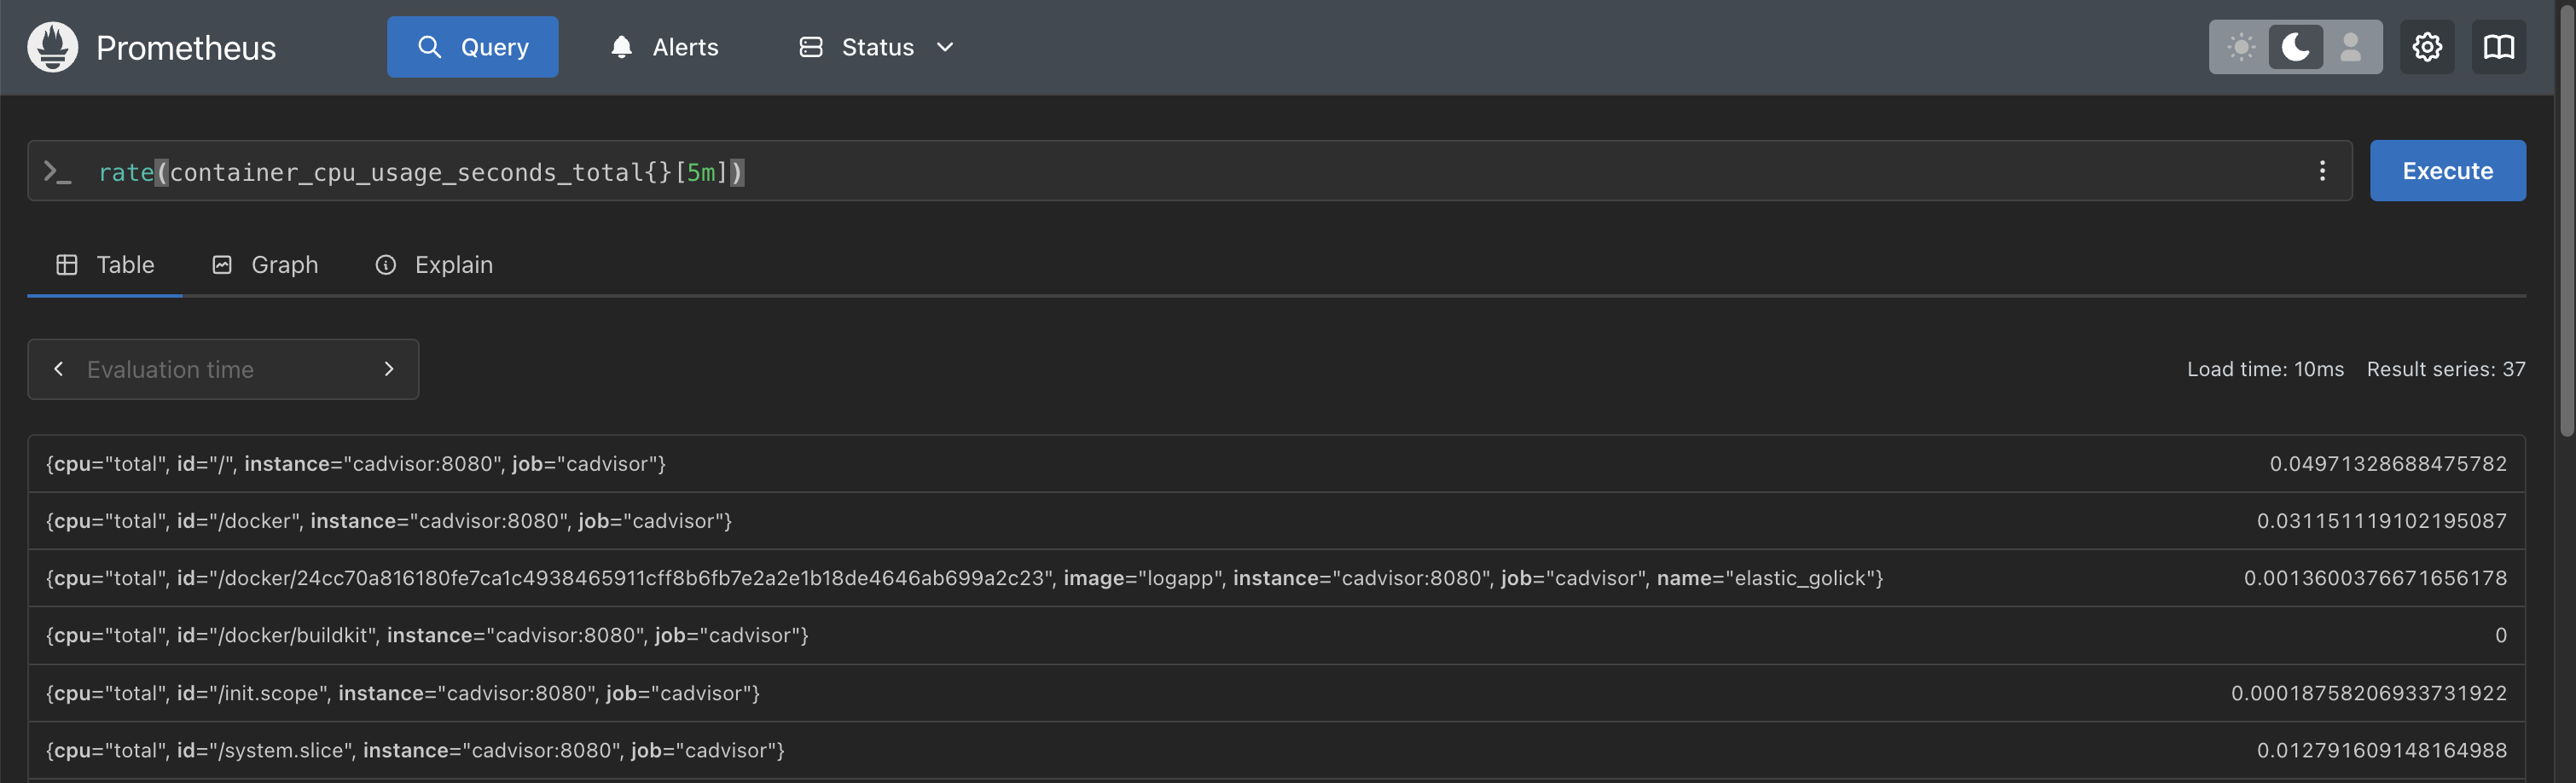 Prometheus Query Alerts Status
rate(container_cpu_usage_seconds_total{}[5m]) Execute
Table Graph Explain
Evaluation time Load time: 10ms Result series: 37
{cpu="total", id="/", instance="cadvisor:8080", job="cadvisor"} 0.04971328688475782
{cpu="total", id="/docker", instance="cadvisor:8080", job="cadvisor"} 0.031151119102195087
{cpu="total", id="/docker/24cc70a816180fe7ca1c4938465911cff8b6fb7e2a2e1b18de4646ab699a2c23", image="logapp", instance="cadvisor:8080", job="cadvisor", name="elastic_golick"} 0.0013600376671656178
{cpu="total", id="/docker/buildkit", instance="cadvisor:8080", job="cadvisor"} 0
{cpu="total", id="/init.scope", instance="cadvisor:8080", job="cadvisor"} 0.00018758206933731922
{cpu="total", id="/system.slice", instance="cadvisor:8080", job="cadvisor"} 0.012791609148164988